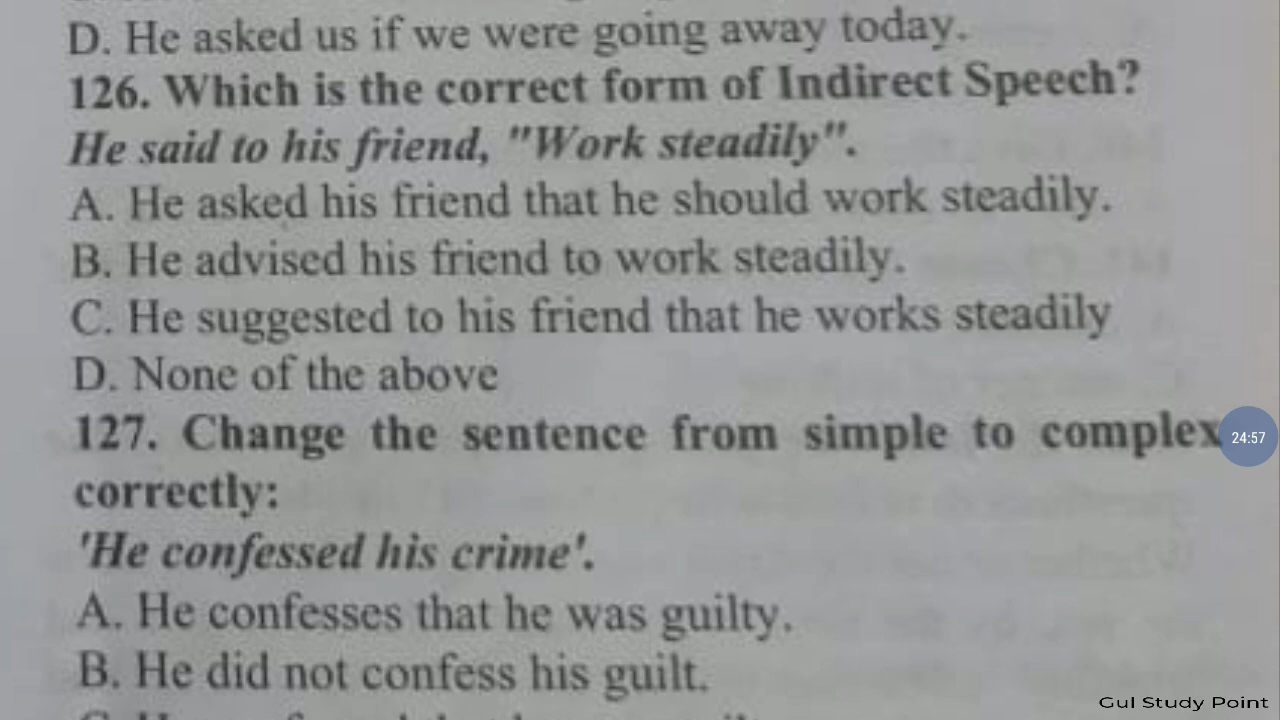 D. He asked us if we were going away today.
126. Which is the correct form of Indirect Speech?
He said to his friend, "Work steadily".
A. He asked his friend that he should work steadily.
B. He advised his friend to work steadily.
C. He suggested to his friend that he works steadily
D. None of the above
127. Change the sentence from simple to complex
24:57
correctly:
'He confessed his crime'.
A. He confesses that he was guilty.
B. He did not confess his guilt.
Gul Study Point